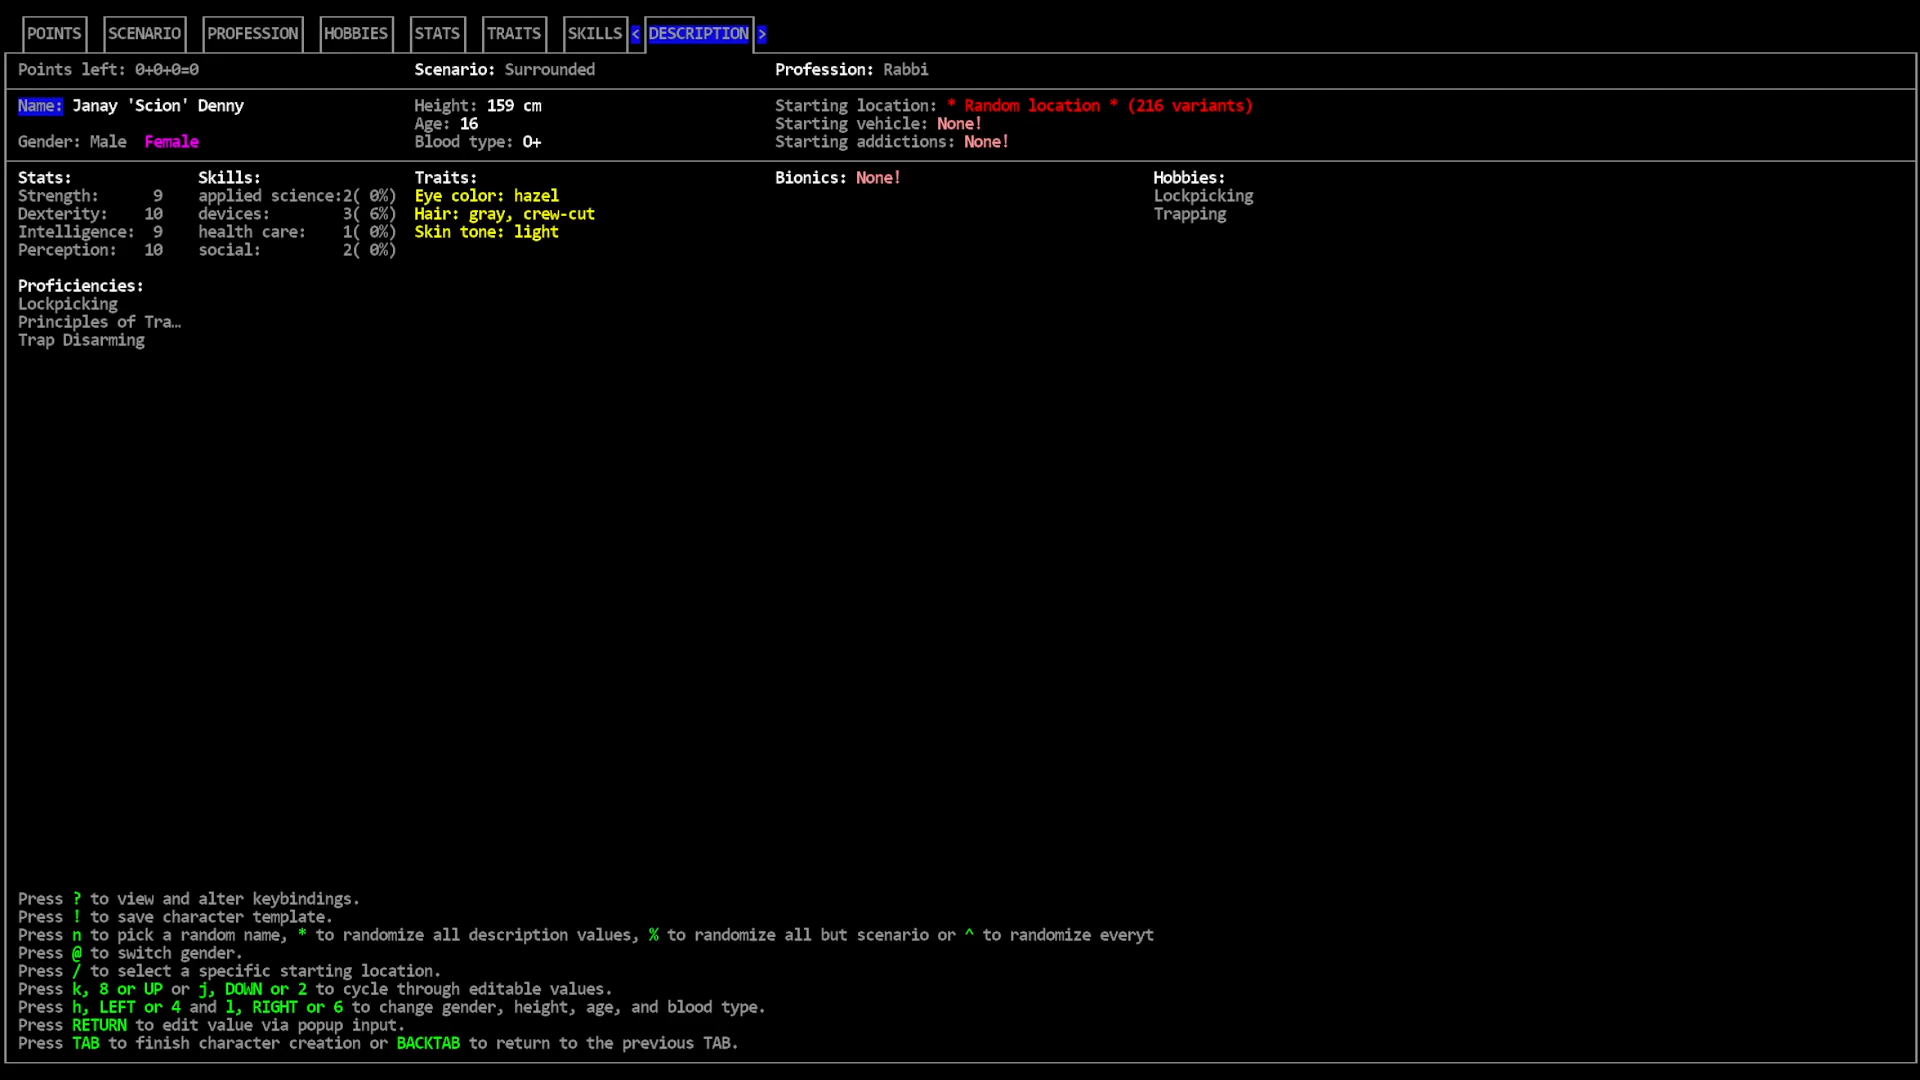 POINTS SCENARIO PROFESSION HOBBIES STATS TRAITS SKILLS < DESCRIPTION >
Points left: 0+0+0=0 Scenario: Surrounded Profession: Rabbi
Name: Janay 'Scion' Denny Height: 159 cm Starting location: * Random location * (216 variants)
Age: 16 Starting vehicle: None!
Gender: Male Female Blood type: O+ Starting addictions: None!
Stats: Skills: Traits: Bionics: None! Hobbies:
Strength: 9 applied science:2( 0%) Eye color: hazel Lockpicking
Dexterity: 10 devices: 3( 6%) Hair: gray, crew-cut Trapping
Intelligence: 9 health care: 1( 0%) Skin tone: light
Perception: 10 social: 2( 0%)
Proficiencies:
Lockpicking
Principles of Tra…
Trap Disarming
Press ? to view and alter keybindings.
Press ! to save character template.
Press n to pick a random name, * to randomize all description values, % to randomize all but scenario or ^ to randomize everyt
Press @ to switch gender.
Press / to select a specific starting location.
Press k, 8 or UP or j, DOWN or 2 to cycle through editable values.
Press h, LEFT or 4 and l, RIGHT or 6 to change gender, height, age, and blood type.
Press RETURN to edit value via popup input.
Press TAB to finish character creation or BACKTAB to return to the previous TAB.